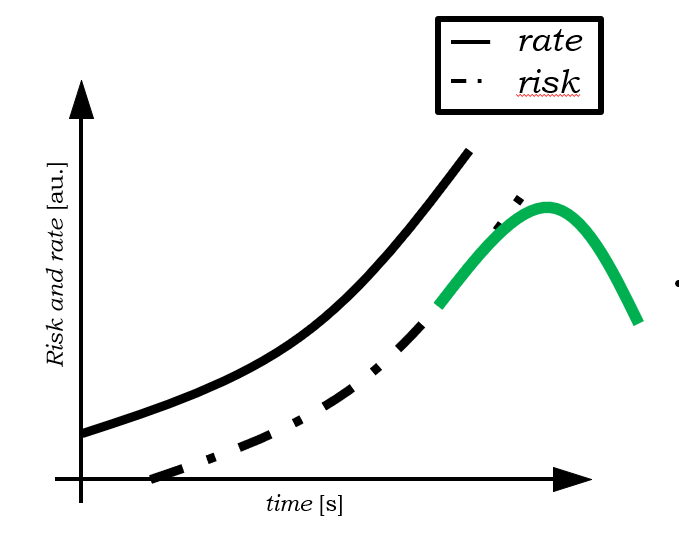 rate
risk
Risk and rate [au.]
time [s]